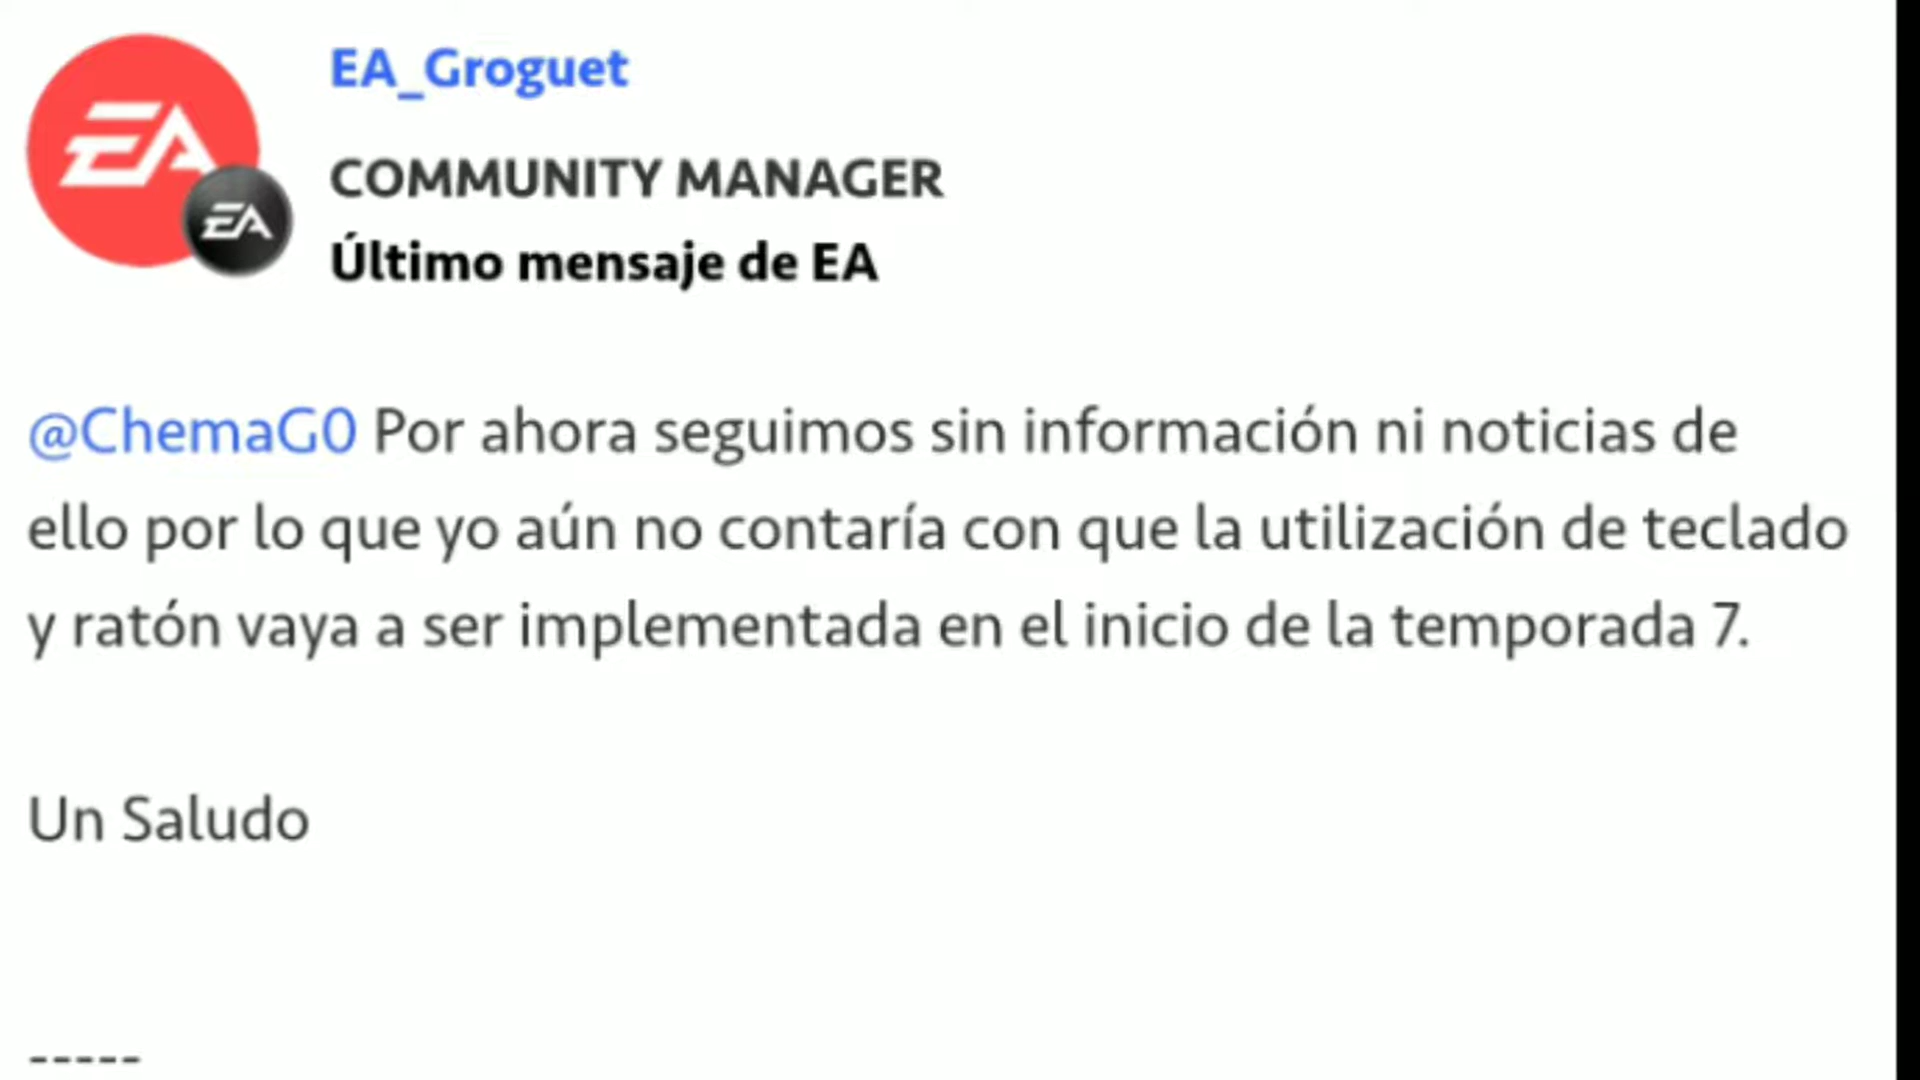 EA
EA
EA_Groguet
COMMUNITY MANAGER
Último mensaje de EA
@ChemaG0 Por ahora seguimos sin información ni noticias de
ello por lo que yo aún no contaría con que la utilización de teclado
y ratón vaya a ser implementada en el inicio de la temporada 7.
Un Saludo
-----